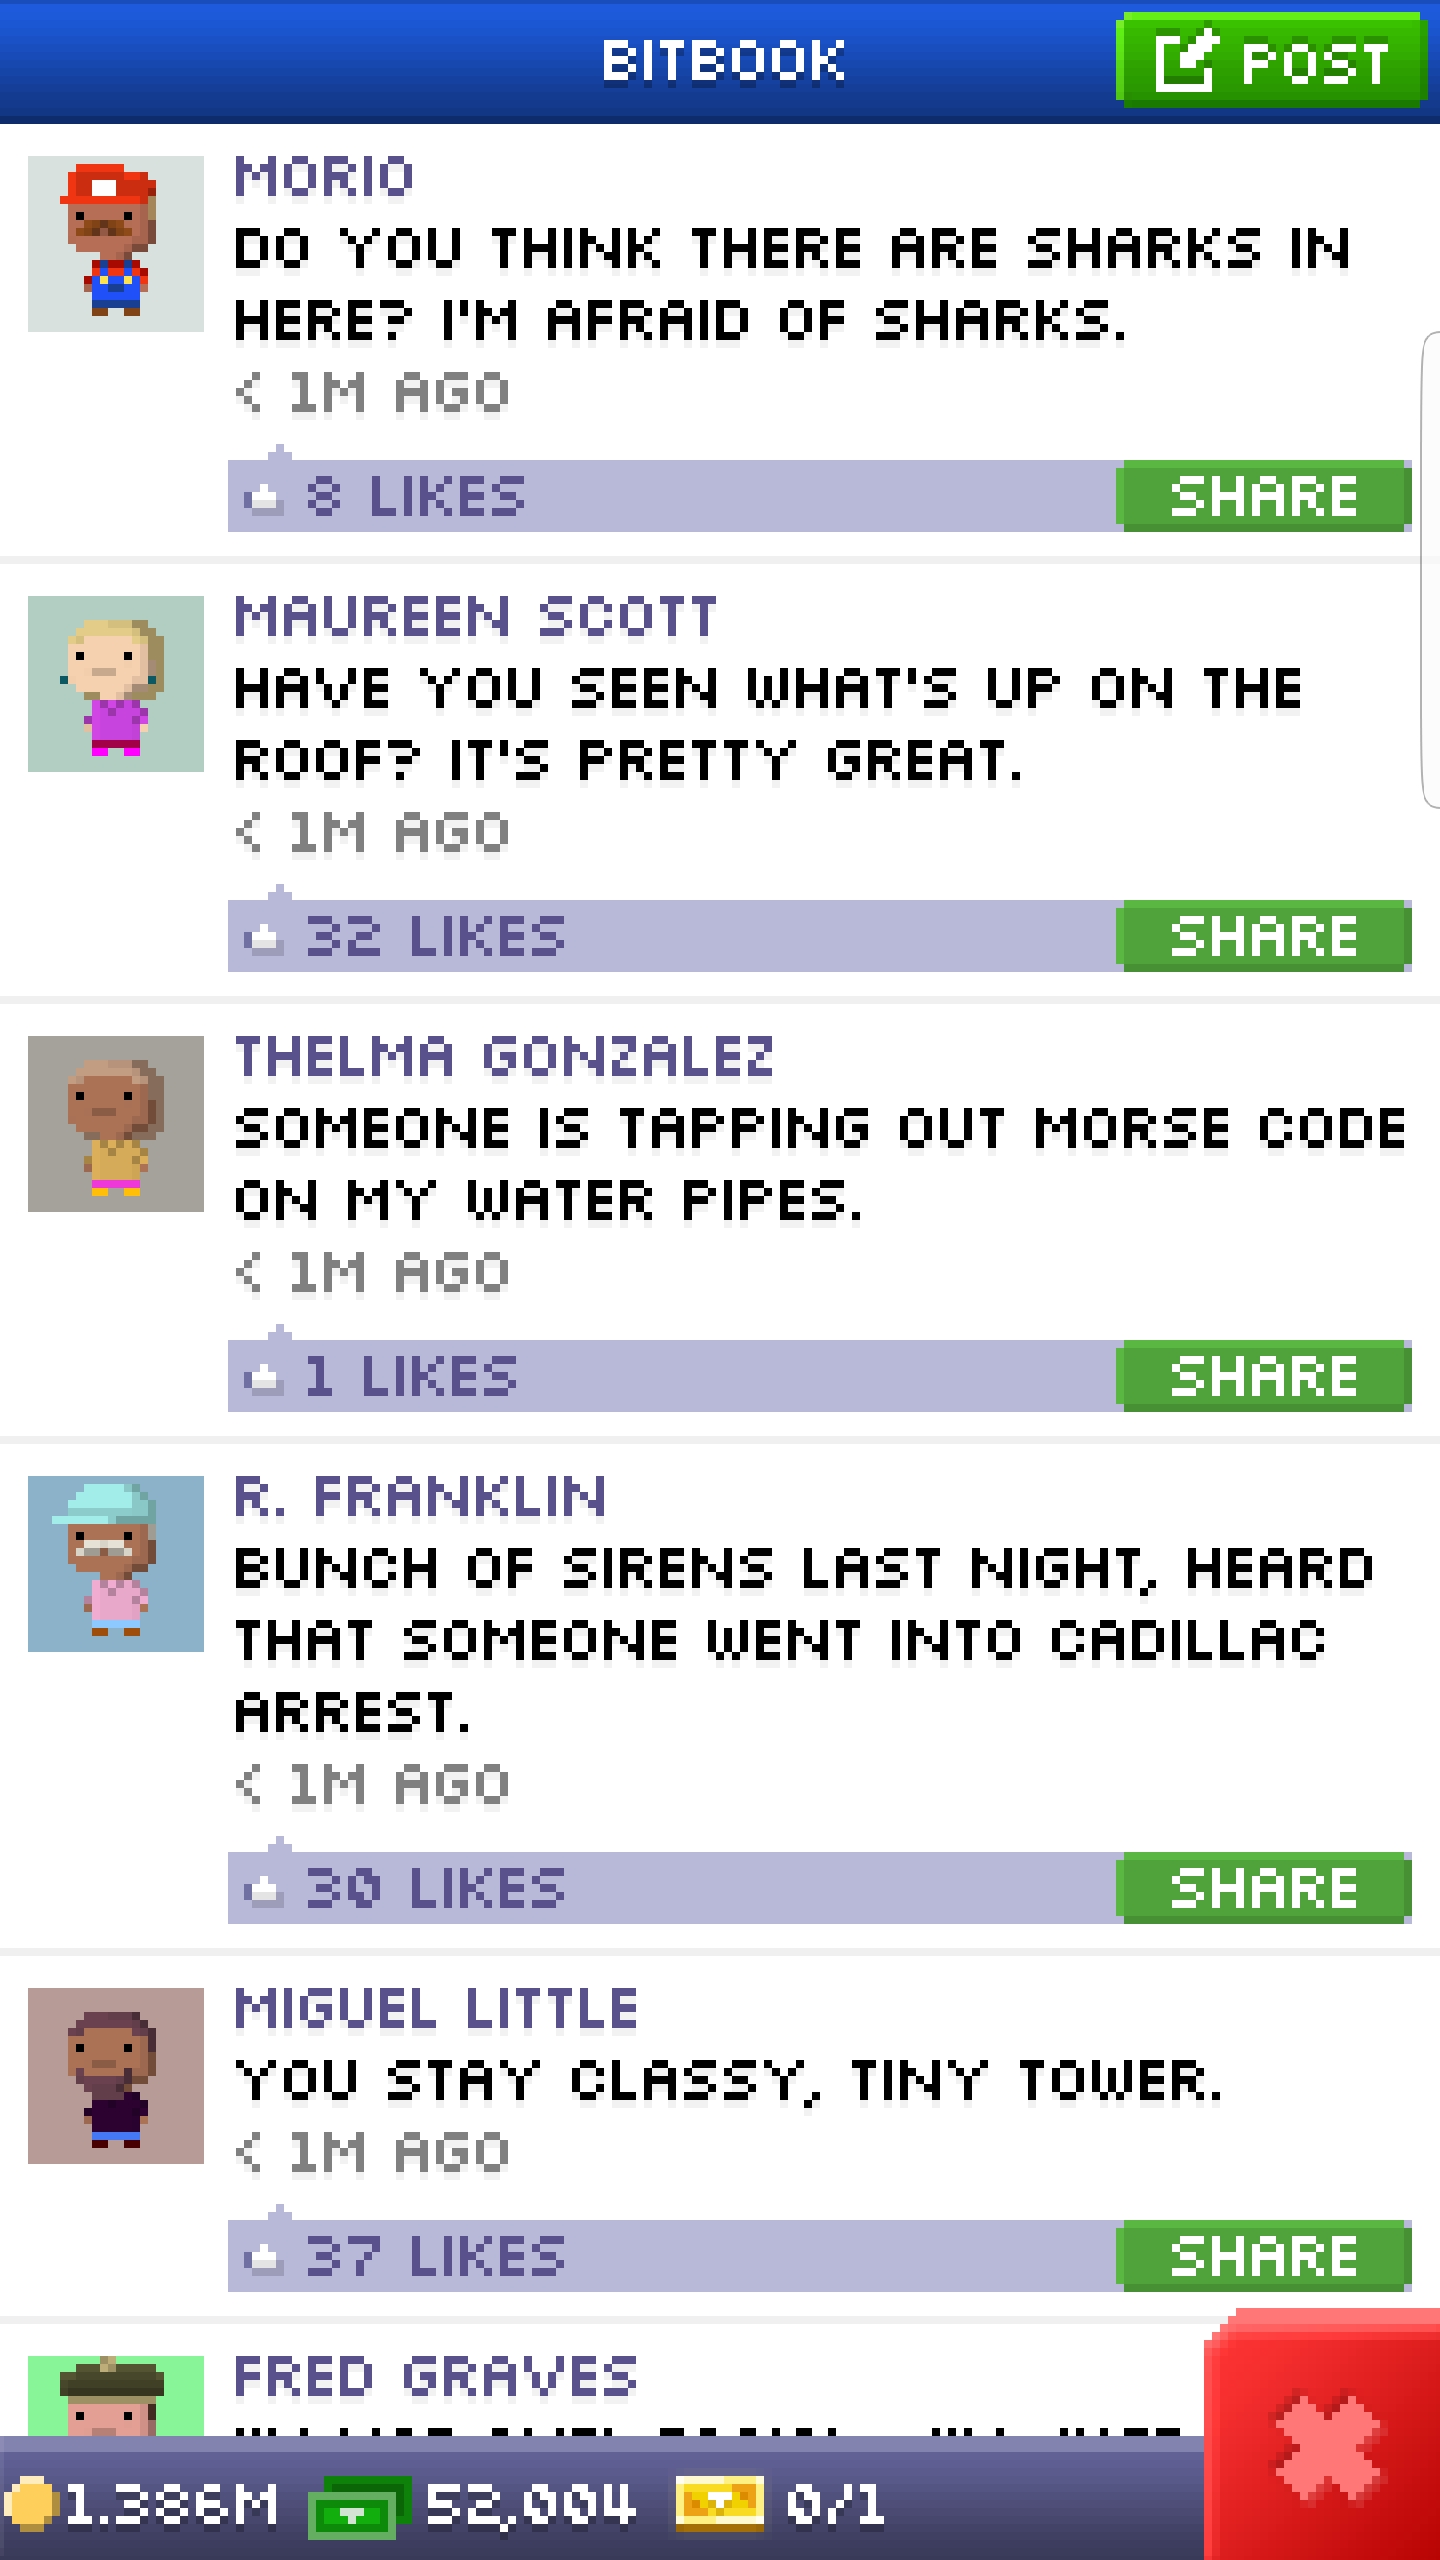 BITBOOK
POST
MORIO
DO YOU THINK THERE ARE SHARKS IN
HERE? I'M AFRAID OF SHARKS.
< 1M AGO
8 LIKES
SHARE
MAUREEN SCOTT
HAVE YOU SEEN WHAT'S UP ON THE
ROOF? IT'S PRETTY GREAT.
< 1M AGO
32 LIKES
SHARE
THELMA GONZALEZ
SOMEONE IS TAPPING OUT MORSE CODE
ON MY WATER PIPES.
< 1M AGO
1 LIKES
SHARE
R. FRANKLIN
BUNCH OF SIRENS LAST NIGHT, HEARD
THAT SOMEONE WENT INTO CADILLAC
ARREST.
< 1M AGO
30 LIKES
SHARE
MIGUEL LITTLE
YOU STAY CLASSY, TINY TOWER.
< 1M AGO
37 LIKES
SHARE
FRED GRAVES
1.386M
52,004
0/1